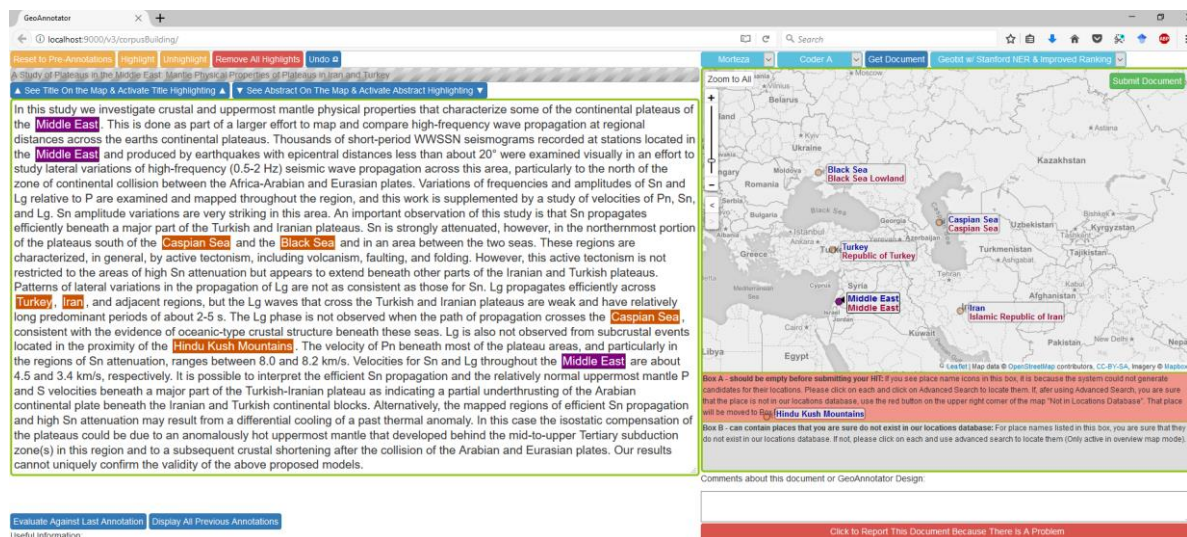 GeoAnnotator
localhost:9000/v3/corpusBuilding/
Search
Reset to Pre-Annotations Highlight Unhighlight Remove All Highlights Undo
A Study of Plateaus in the Middle East: Mantle Physical Properties of Plateaus in Iran and Turkey
▲ See Title On the Map & Activate Title Highlighting ▲ ▼ See Abstract On The Map & Activate Abstract Highlighting ▼
In this study we investigate crustal and uppermost mantle physical properties that characterize some of the continental plateaus of
the Middle East. This is done as part of a larger effort to map and compare high-frequency wave propagation at regional
distances across the earths continental plateaus. Thousands of short-period WWSSN seismograms recorded at stations located in
the Middle East and produced by earthquakes with epicentral distances less than about 20° were examined visually in an effort to
study lateral variations of high-frequency (0.5-2 Hz) seismic wave propagation across this area, particularly to the north of the
zone of continental collision between the Africa-Arabian and Eurasian plates. Variations of frequencies and amplitudes of Sn and
Lg relative to P are examined and mapped throughout the region, and this work is supplemented by a study of velocities of Pn, Sn,
and Lg. Sn amplitude variations are very striking in this area. An important observation of this study is that Sn propagates
efficiently beneath a major part of the Turkish and Iranian plateaus. Sn is strongly attenuated, however, in the northernmost portion
of the plateaus south of the Caspian Sea and the Black Sea and in an area between the two seas. These regions are
characterized, in general, by active tectonism, including volcanism, faulting, and folding. However, this active tectonism is not
restricted to the areas of high Sn attenuation but appears to extend beneath other parts of the Iranian and Turkish plateaus.
Patterns of lateral variations in the propagation of Lg are not as consistent as those for Sn. Lg propagates efficiently across
Turkey, Iran, and adjacent regions, but the Lg waves that cross the Turkish and Iranian plateaus are weak and have relatively
long predominant periods of about 2-5 s. The Lg phase is not observed when the path of propagation crosses the Caspian Sea,
consistent with the evidence of oceanic-type crustal structure beneath these seas. Lg is also not observed from subcrustal events
located in the proximity of the Hindu Kush Mountains. The velocity of Pn beneath most of the plateau areas, and particularly in
the regions of Sn attenuation, ranges between 8.0 and 8.2 km/s. Velocities for Sn and Lg throughout the Middle East are about
4.5 and 3.4 km/s, respectively. It is possible to interpret the efficient Sn propagation and the relatively normal uppermost mantle P
and S velocities beneath a major part of the Turkish-Iranian plateau as indicating a partial underthrusting of the Arabian
continental plate beneath the Iranian and Turkish continental blocks. Alternatively, the mapped regions of efficient Sn propagation
and high Sn attenuation may result from a differential cooling of a past thermal anomaly. In this case the isostatic compensation of
the plateaus could be due to an anomalously hot uppermost mantle that developed behind the mid-to-upper Tertiary subduction
zone(s) in this region and to a subsequent crustal shortening after the collision of the Arabian and Eurasian plates. Our results
cannot uniquely confirm the validity of the above proposed models.
Evaluate Against Last Annotation Display All Previous Annotations
Useful Information
Morteza Coder A Get Document Geotxt w/ Stanford NER & Improved Ranking
Zoom to All
Submit Document
Vilnius
Moscow
Belarus
Astana
Kyiv
Ukraine
Kazakhstan
Moldova
Romania
Black Sea
Black Sea Lowland
Serbia
Bulgaria
Black Sea
Georgia
Caspian Sea
Caspian Sea
Uzbekistan
Bishkek
Kyrgyzstan
Istanbul
Ankara
Yerevan
Azerbaijan
Turkmenistan
Tajikistan
Greece
Turkey
Republic of Turkey
Ashgabat
Tehran
Mediterranean Sea
Cyprus
Syria
Kabul
Afghanistan
Middle East
Middle East
Israel
Jordan
Iran
Islamic Republic of Iran
Cairo
Kuwait
Pakistan
New Delhi
Nepal
Libya
Egypt
Leaflet | Map data © OpenStreetMap contributors, CC-BY-SA, Imagery © Mapbox
Box A - should be empty before submitting your HIT: If you see place name icons in this box, it is because the system could not generate
candidates for their locations. Please click on each and click on Advanced Search to locate them. If, after using Advanced Search, you are sure
that the place is not in our locations database, use the red button on the upper right corner of the map "Not in Locations Database". That place
will be moved to Box
Hindu Kush Mountains
Box B - can contain places that you are sure do not exist in our locations database: For place names listed in this box, you are sure that they
do not exist in our locations database. If not, please click on each and use advanced search to locate them (Only active in overview map mode).
Comments about this document or GeoAnnotator Design:
Click to Report This Document Because There Is A Problem